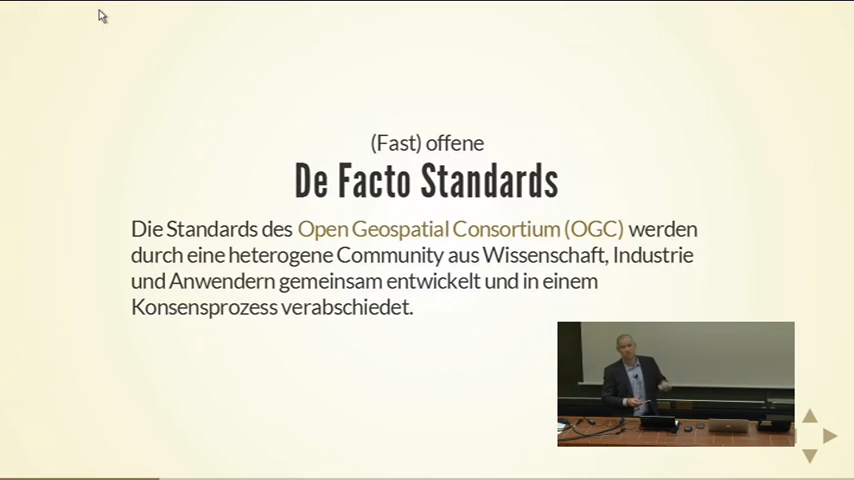 (Fast) offene
De Facto Standards
Die Standards des Open Geospatial Consortium (OGC) werden
durch eine heterogene Community aus Wissenschaft, Industrie
und Anwendern gemeinsam entwickelt und in einem
Konsensprozess verabschiedet.